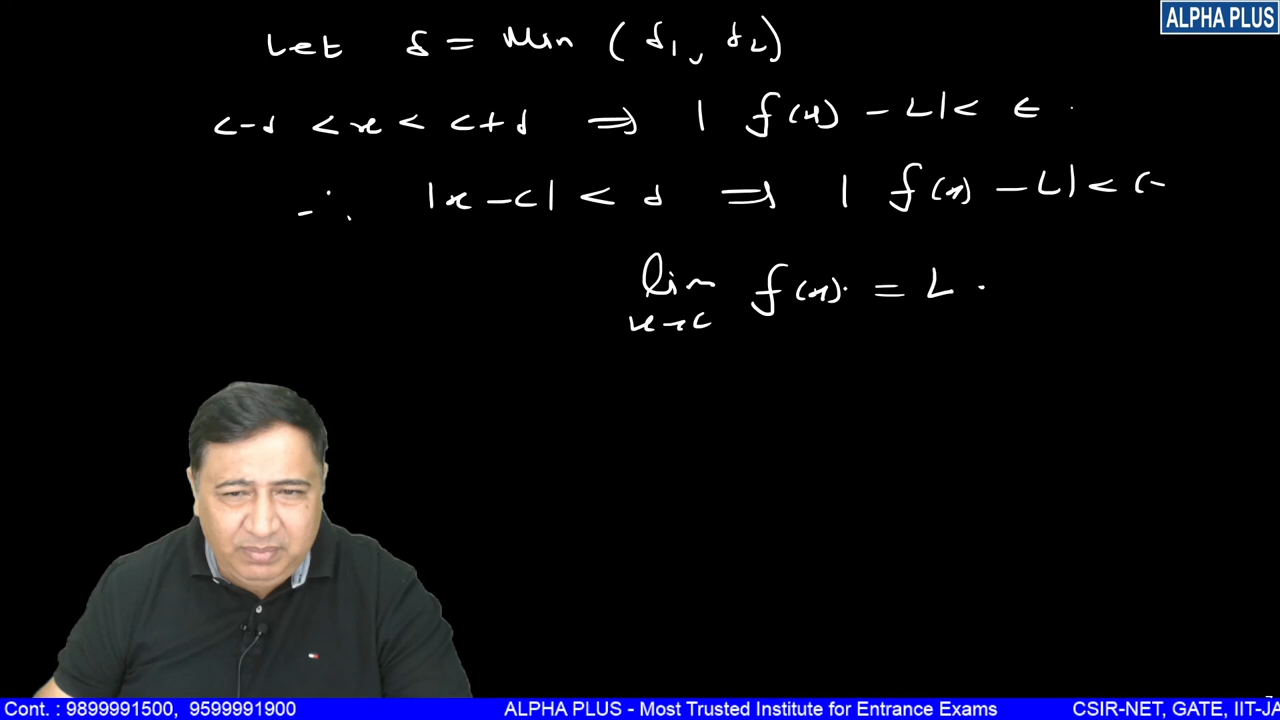 ALPHA PLUS
Let δ = Min (δ₁, δ₂)
c-δ < x < c+δ ⇒ | f(x) - L| < ∈.
∴ |x - c| < δ ⇒ | f(x) - L| < ∈
lim f(x) = L.
x→c
Cont. : 9899991500, 9599991900 ALPHA PLUS - Most Trusted Institute for Entrance Exams CSIR-NET, GATE, IIT-JA